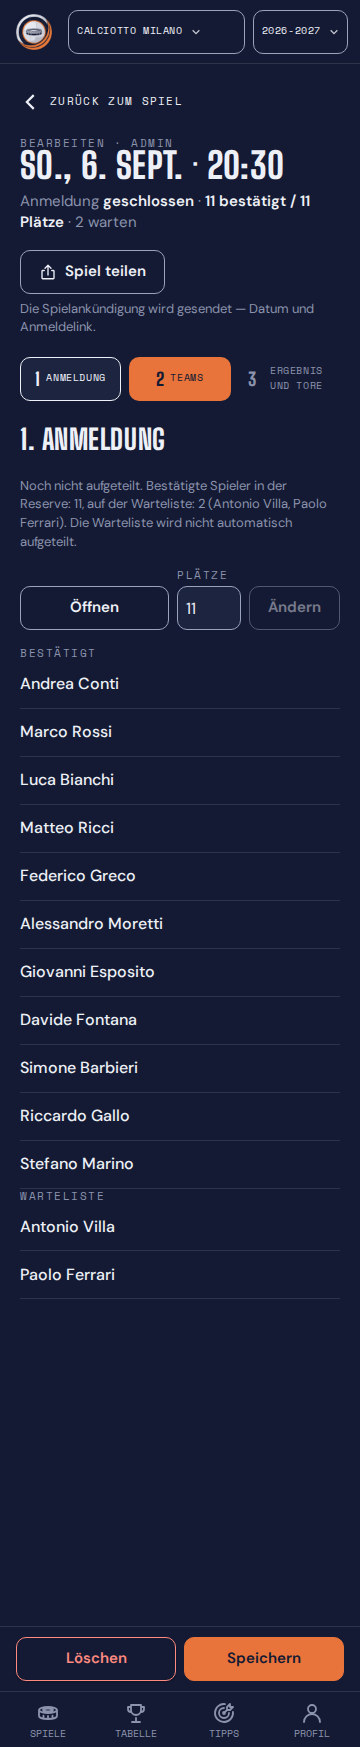 CALCIOTTO MILANO
2026-2027
ZURÜCK ZUM SPIEL
BEARBEITEN · ADMIN
SO., 6. SEPT. · 20:30
Anmeldung geschlossen · 11 bestätigt / 11
Plätze · 2 warten
Spiel teilen
Die Spielankündigung wird gesendet — Datum und
Anmeldelink.
1 ANMELDUNG
2 TEAMS
3 ERGEBNIS
UND TORE
1. ANMELDUNG
Noch nicht aufgeteilt. Bestätigte Spieler in der
Reserve: 11, auf der Warteliste: 2 (Antonio Villa, Paolo
Ferrari). Die Warteliste wird nicht automatisch
aufgeteilt.
PLÄTZE
Öffnen
11
Ändern
BESTÄTIGT
Andrea Conti
Marco Rossi
Luca Bianchi
Matteo Ricci
Federico Greco
Alessandro Moretti
Giovanni Esposito
Davide Fontana
Simone Barbieri
Riccardo Gallo
Stefano Marino
WARTELISTE
Antonio Villa
Paolo Ferrari
Löschen
Speichern
SPIELE
TABELLE
TIPPS
PROFIL